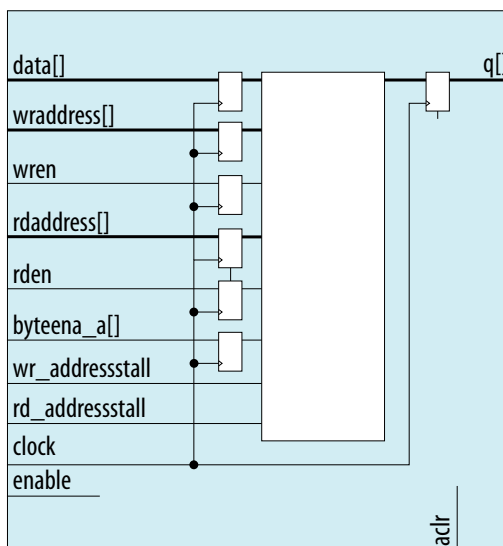 data[]
q[]
wraddress[]
wren
rdaddress[]
rden
byteena_a[]
wr_addressstall
rd_addressstall
clock
enable
aclr